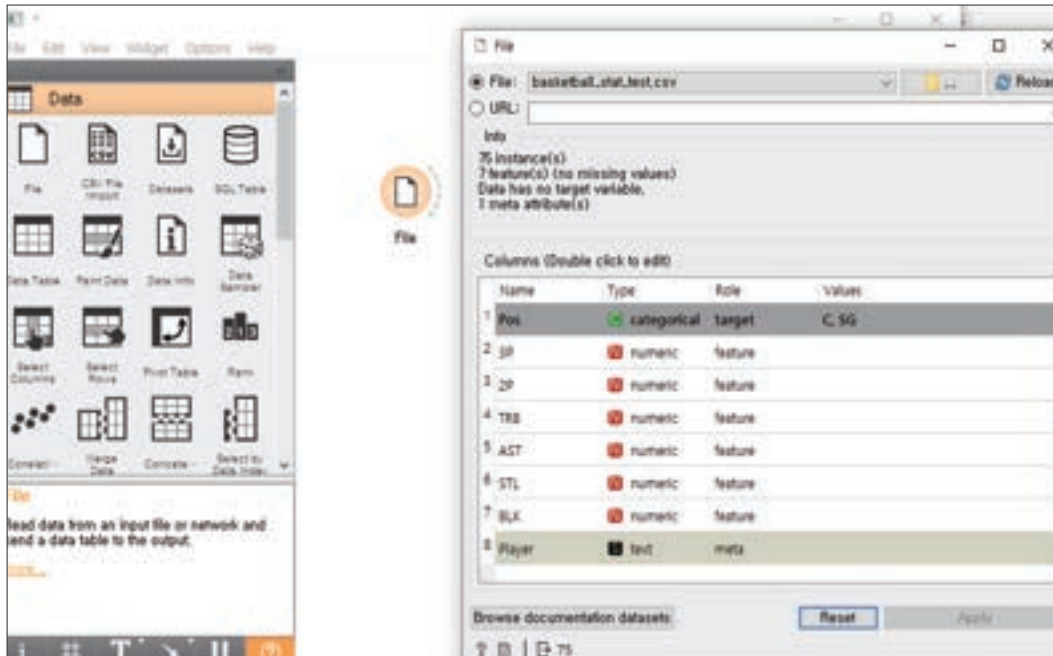 File Edit View Widget Options Help
Data
File
CSV File Import
Datasets
SQL Table
Data Table
Paint Data
Data Info
Data Sampler
Select Columns
Select Rows
Pivot Table
Rank
Correlati...
Merge Data
Concate...
Select by Data Index
File
Read data from an input file or network and
send a data table to the output.
more...
File
File
File: basketball_stat_test.csv ... Reload
URL:
Info
75 instance(s)
7 feature(s) (no missing values)
Data has no target variable.
1 meta attribute(s)
Columns (Double click to edit)
Name Type Role Values
1 Pos categorical target C, SG
2 3P numeric feature
3 2P numeric feature
4 TRB numeric feature
5 AST numeric feature
6 STL numeric feature
7 BLK numeric feature
8 Player text meta
Browse documentation datasets Reset Apply
? 75